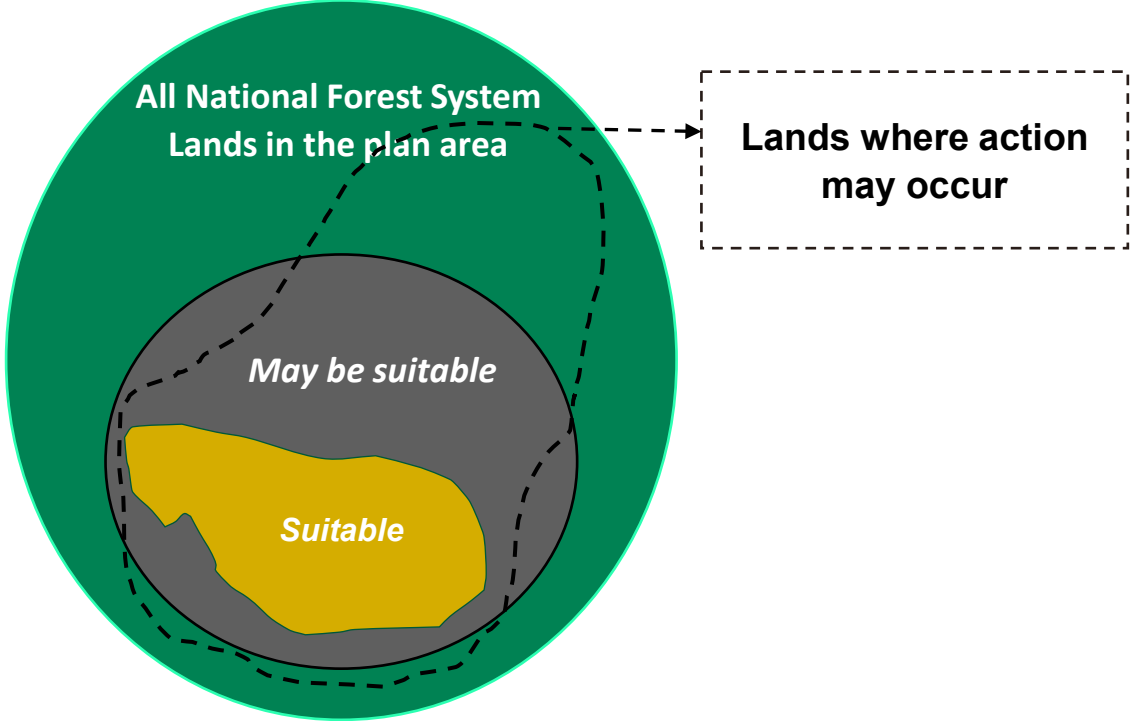 All National Forest System
Lands in the plan area
Lands where action
may occur
May be suitable
Suitable